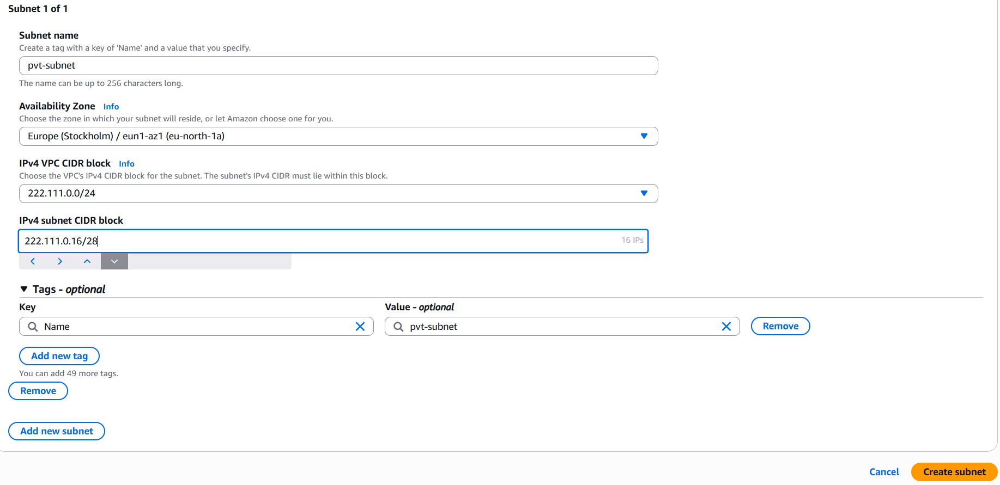 Subnet 1 of 1
Subnet name
Create a tag with a key of 'Name' and a value that you specify.
pvt-subnet
The name can be up to 256 characters long.
Availability Zone Info
Choose the zone in which your subnet will reside, or let Amazon choose one for you.
Europe (Stockholm) / eun1-az1 (eu-north-1a)
IPv4 VPC CIDR block Info
Choose the VPC's IPv4 CIDR block for the subnet. The subnet's IPv4 CIDR must lie within this block.
222.111.0.0/24
IPv4 subnet CIDR block
222.111.0.16/28 16 IPs
Tags - optional
Key Value - optional
Name pvt-subnet Remove
Add new tag
You can add 49 more tags.
Remove
Add new subnet
Cancel Create subnet